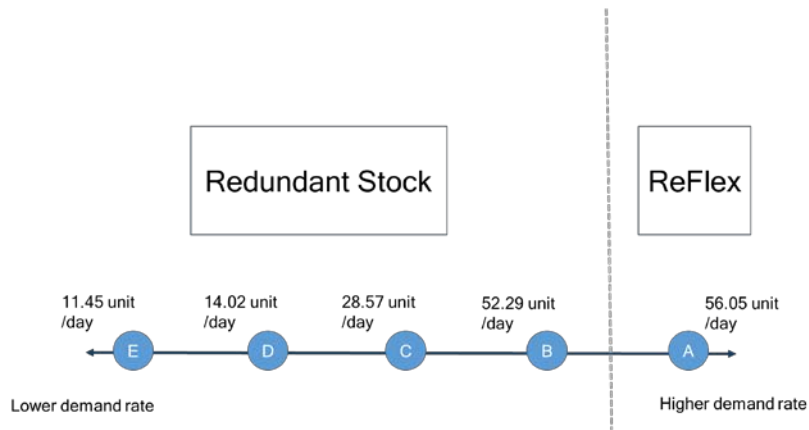 Redundant Stock
ReFlex
11.45 unit
/day
14.02 unit
/day
28.57 unit
/day
52.29 unit
/day
56.05 unit
/day
E
D
C
B
A
Lower demand rate
Higher demand rate